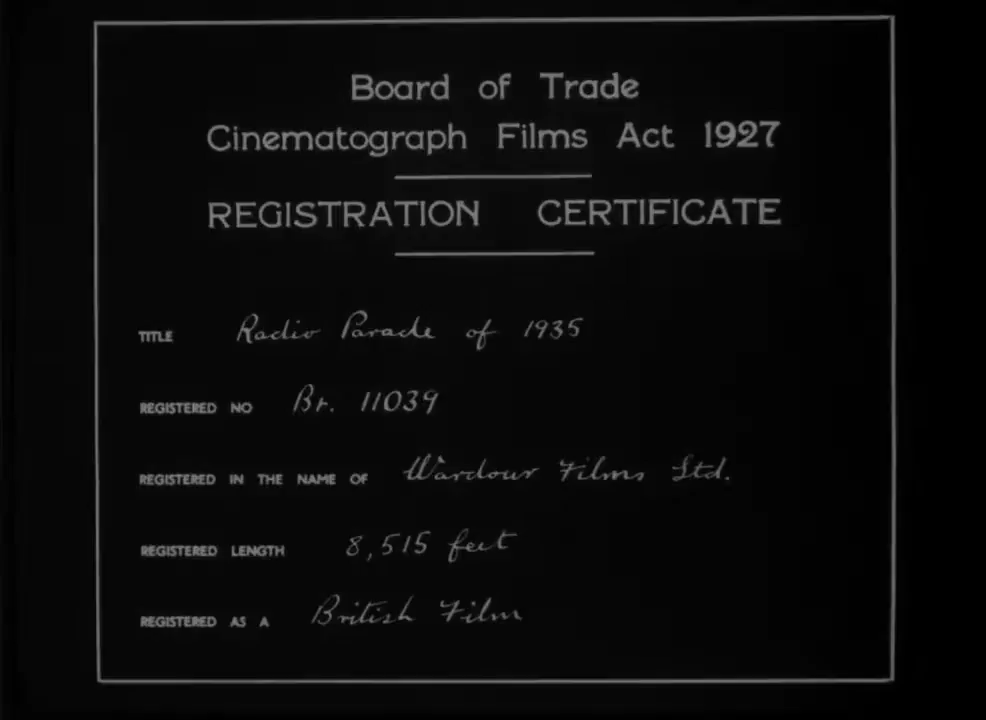 Board of Trade
Cinematograph Films Act 1927
REGISTRATION CERTIFICATE
TITLE Radio Parade of 1935
REGISTERED NO Br. 11039
REGISTERED IN THE NAME OF Wardour Films Ltd.
REGISTERED LENGTH 8,515 feet
REGISTERED AS A British Film